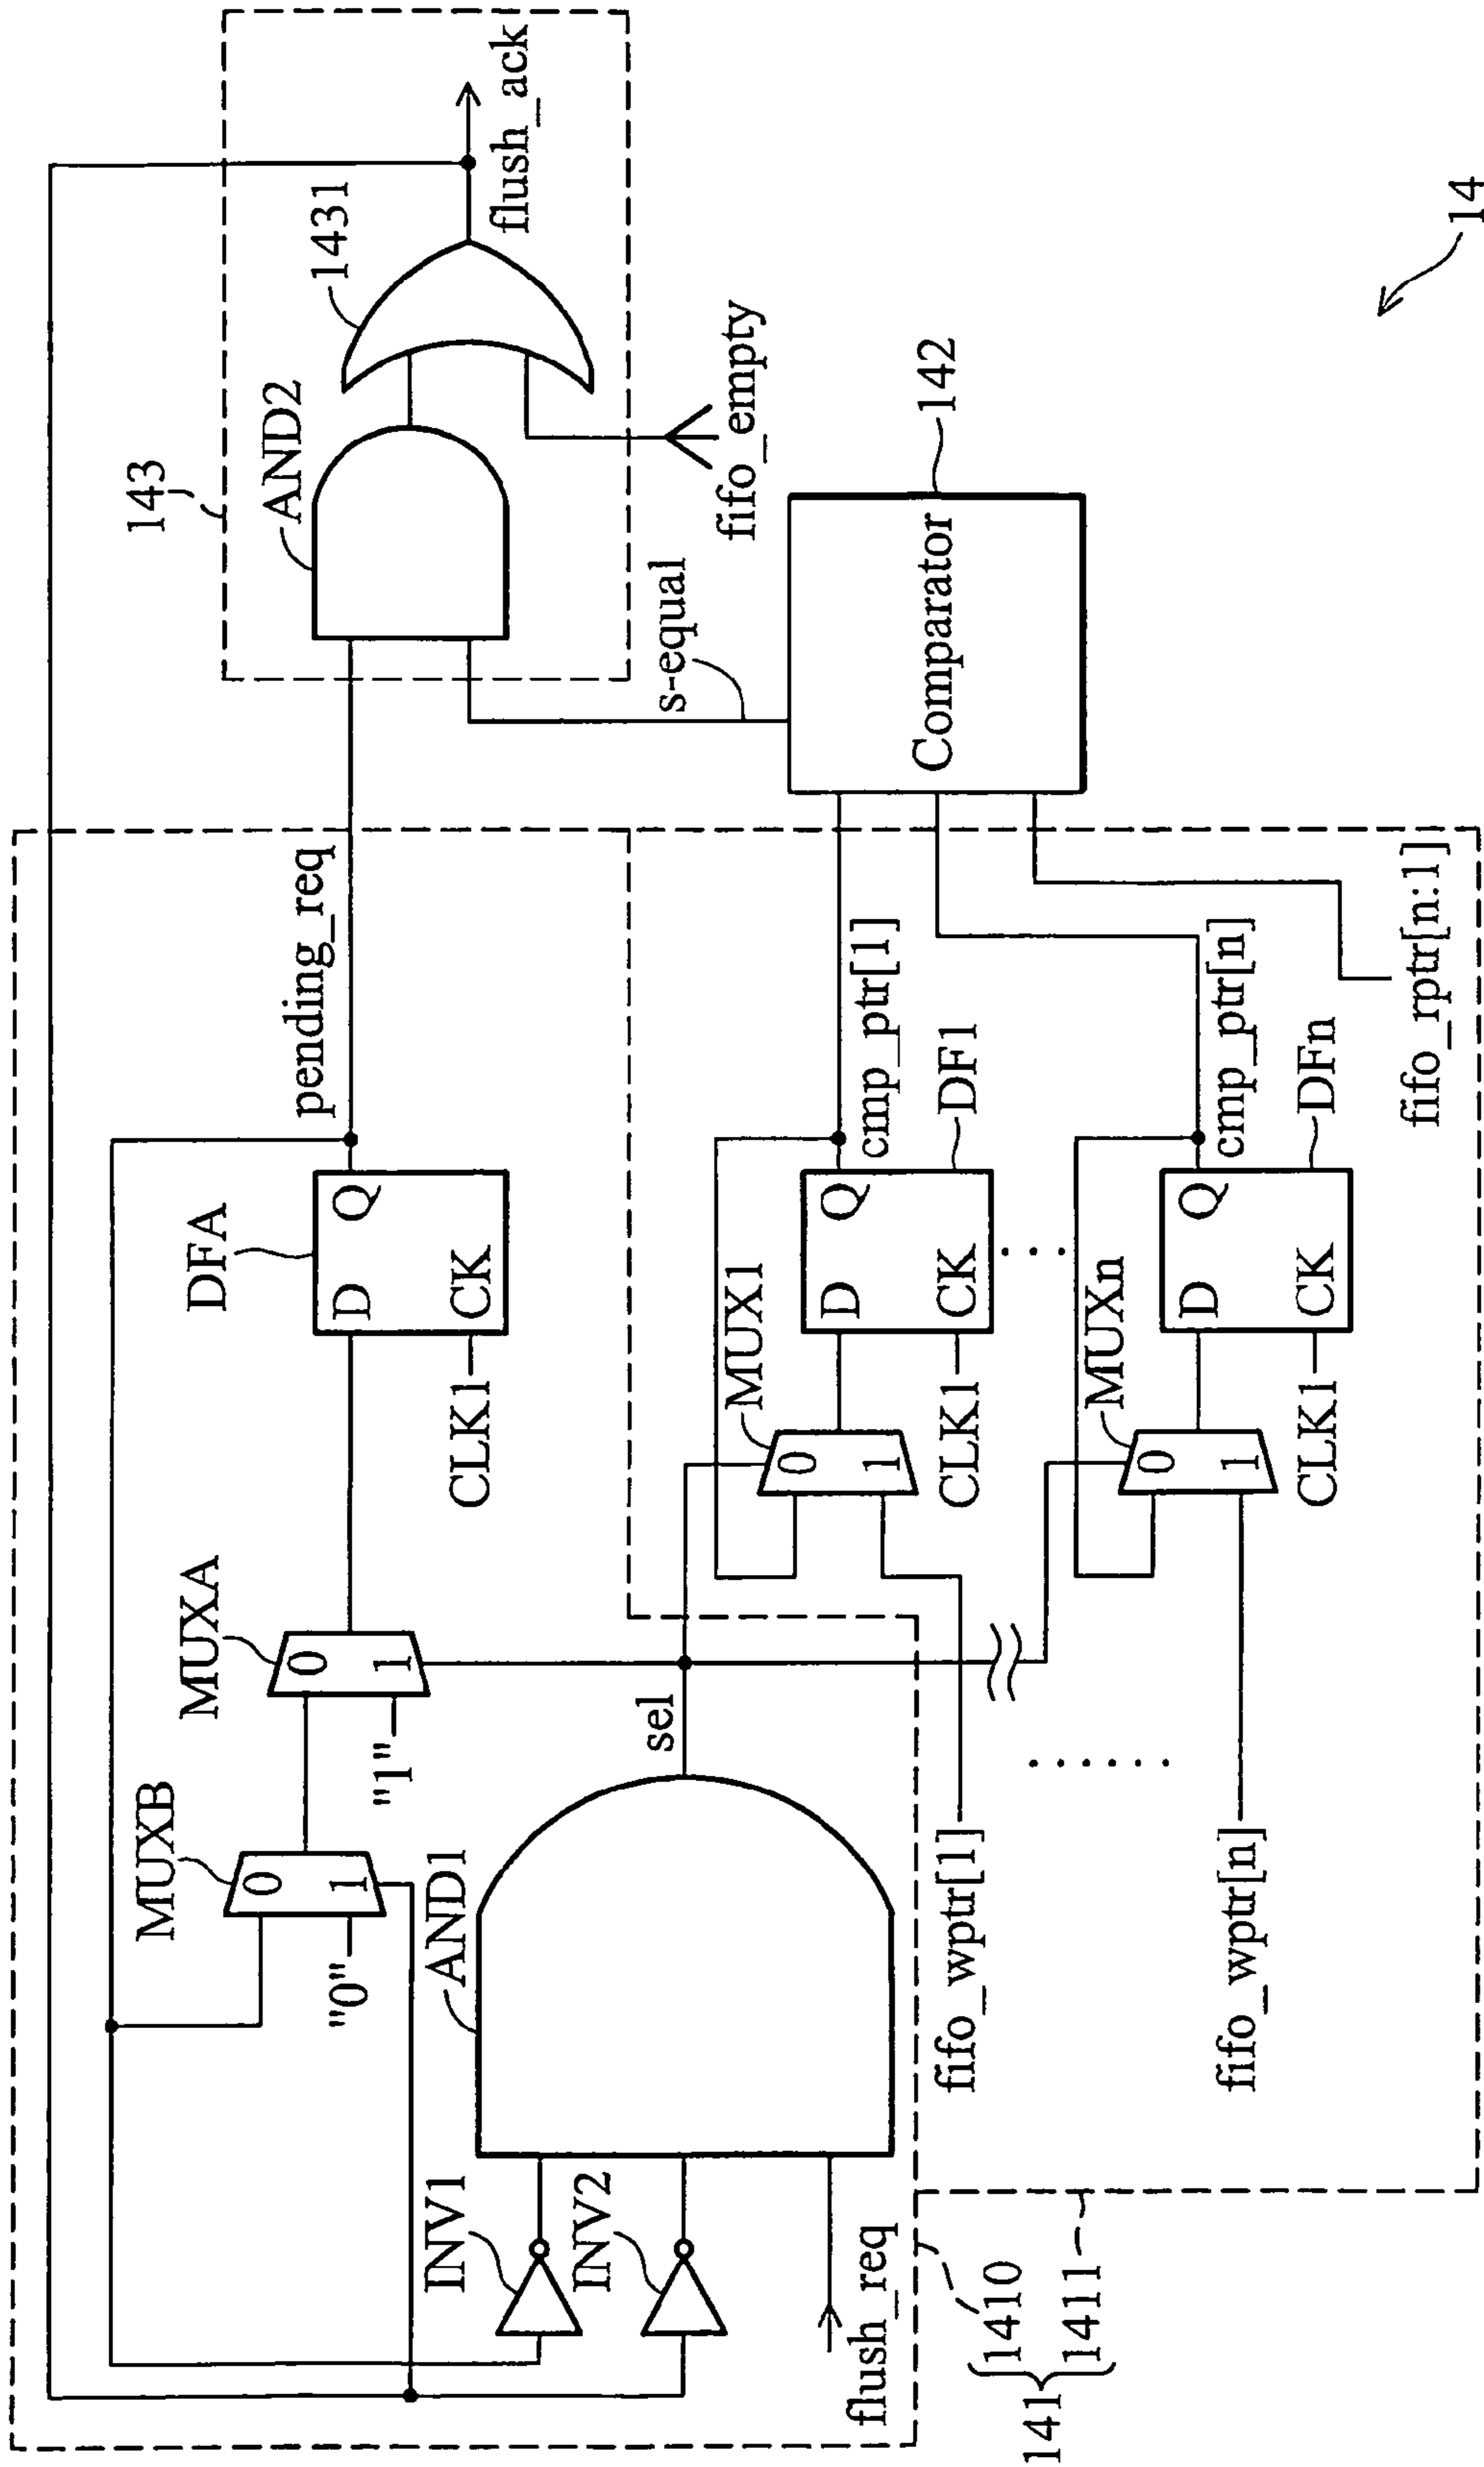 143
AND2
1431
flush_ack
fifo_empty
s-equal
Comparator
142
14
pending_req
DFA
D
Q
CK
CLK1
MUXA
0
1
"1"
MUXB
0
1
"0"
sel
AND1
INV1
INV2
flush_req
MUX1
0
1
D
Q
CK
CLK1
cmp_ptr[1]
DF1
...
MUXn
0
1
D
Q
CK
CLK1
cmp_ptr[n]
DFn
fifo_rptr[n:1]
fifo_wptr[1]
......
fifo_wptr[n]
141
1410
1411